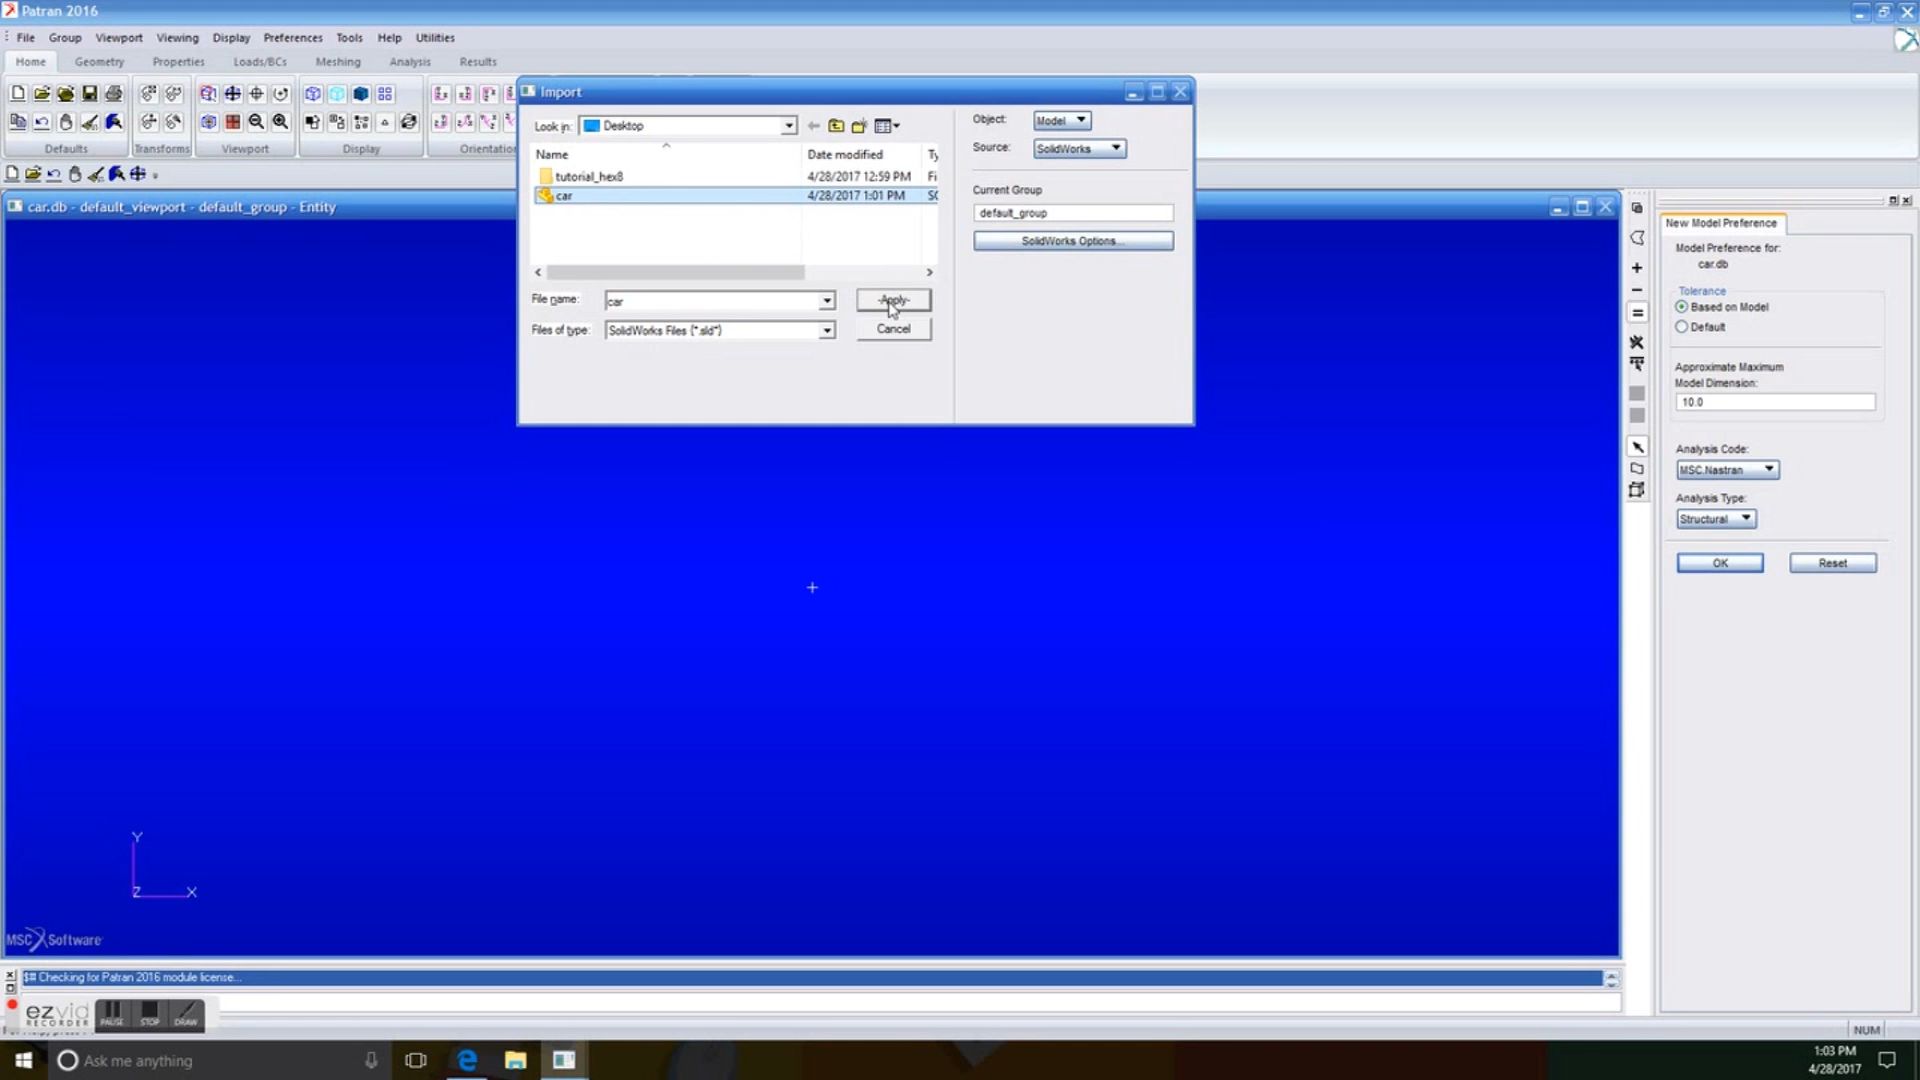 Patran 2016
File Group Viewport Viewing Display Preferences Tools Help Utilities
Home Geometry Properties Loads/BCs Meshing Analysis Results
Defaults Transforms Viewport Display Orientatio
car.db - default_viewport - default_group - Entity
Import
Look in: Desktop
Name Date modified Ty
tutorial_hex8 4/28/2017 12:59 PM Fi
car 4/28/2017 1:01 PM SO
File name: car
-Apply-
Files of type: SolidWorks Files (*.sld*)
Cancel
Object: Model
Source: SolidWorks
Current Group
default_group
SolidWorks Options...
New Model Preference
Model Preference for:
car.db
Tolerance
Based on Model
Default
Approximate Maximum
Model Dimension:
10.0
Analysis Code:
MSC.Nastran
Analysis Type:
Structural
OK Reset
Y
Z X
MSC Software
$# Checking for Patran 2016 module license...
ezvid
RECORDER
PAUSE STOP DRAW
NUM
Ask me anything
1:03 PM
4/28/2017